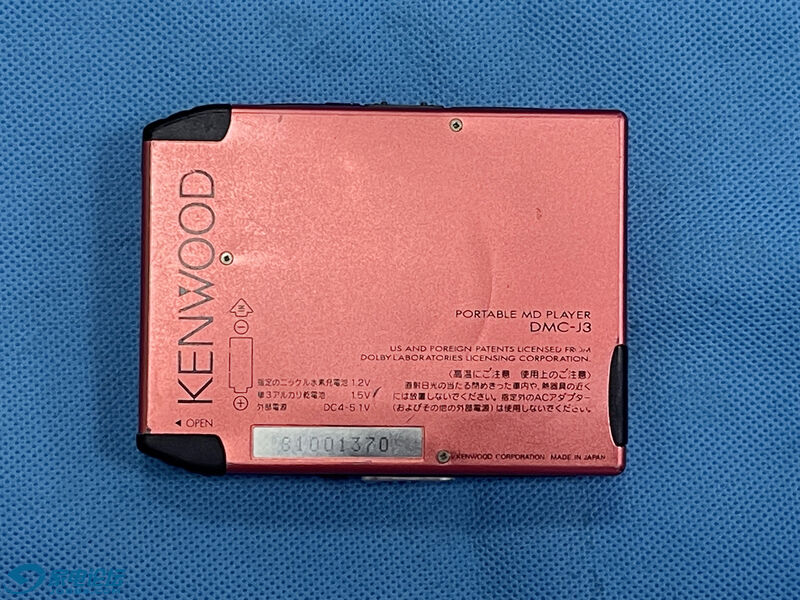 KENWOOD
PORTABLE MD PLAYER
DMC-J3
US AND FOREIGN PATENTS LICENSED FROM
DOLBY LABORATORIES LICENSING CORPORATION.
指定のニッケル水素充電池 1.2V
単3アルカリ乾電池 1.5V
外部電源 DC4-5.1V
〈高温にご注意 使用上のご注意〉
直射日光の当たる閉めきった車内や、熱器具の近く
には放置しないでください。指定外のACアダプター
(およびその他の外部電源)は使用しないでください。
◀ OPEN
81001370
KENWOOD CORPORATION MADE IN JAPAN